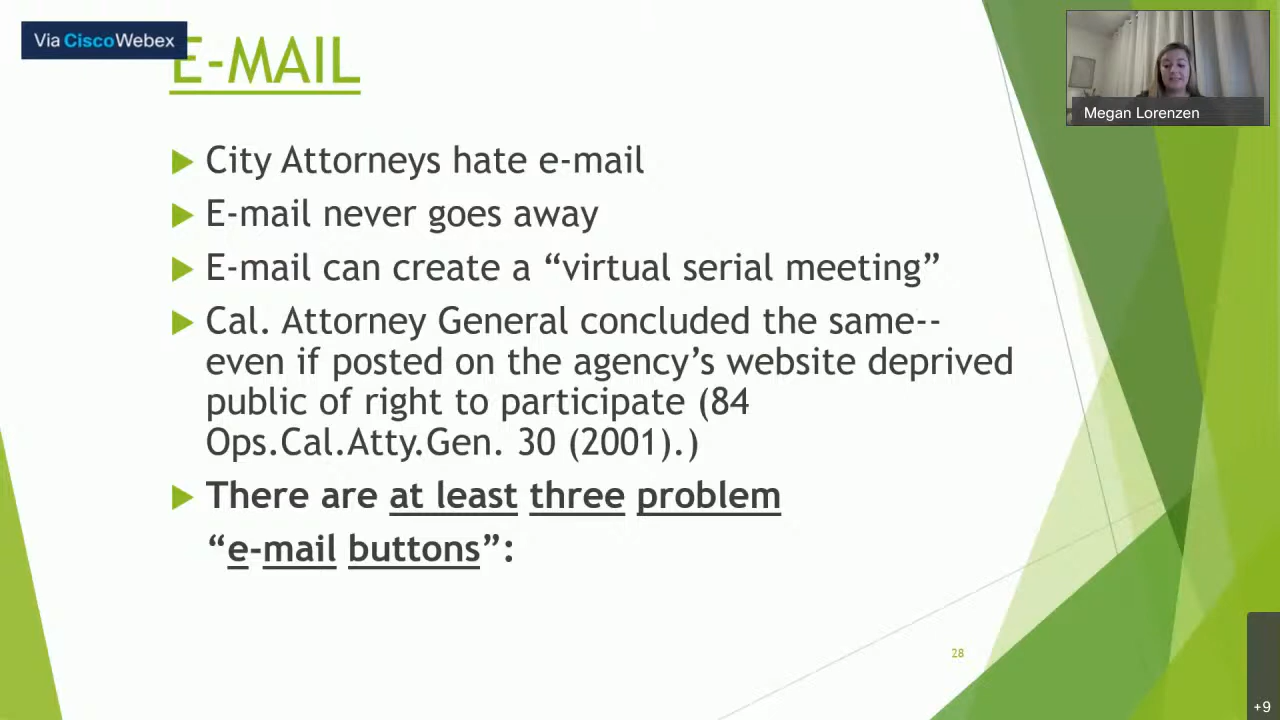 Via CiscoWebex
E-MAIL
Megan Lorenzen
City Attorneys hate e-mail
E-mail never goes away
E-mail can create a “virtual serial meeting”
Cal. Attorney General concluded the same--
even if posted on the agency’s website deprived
public of right to participate (84
Ops.Cal.Atty.Gen. 30 (2001).)
There are at least three problem
“e-mail buttons”:
28
+9